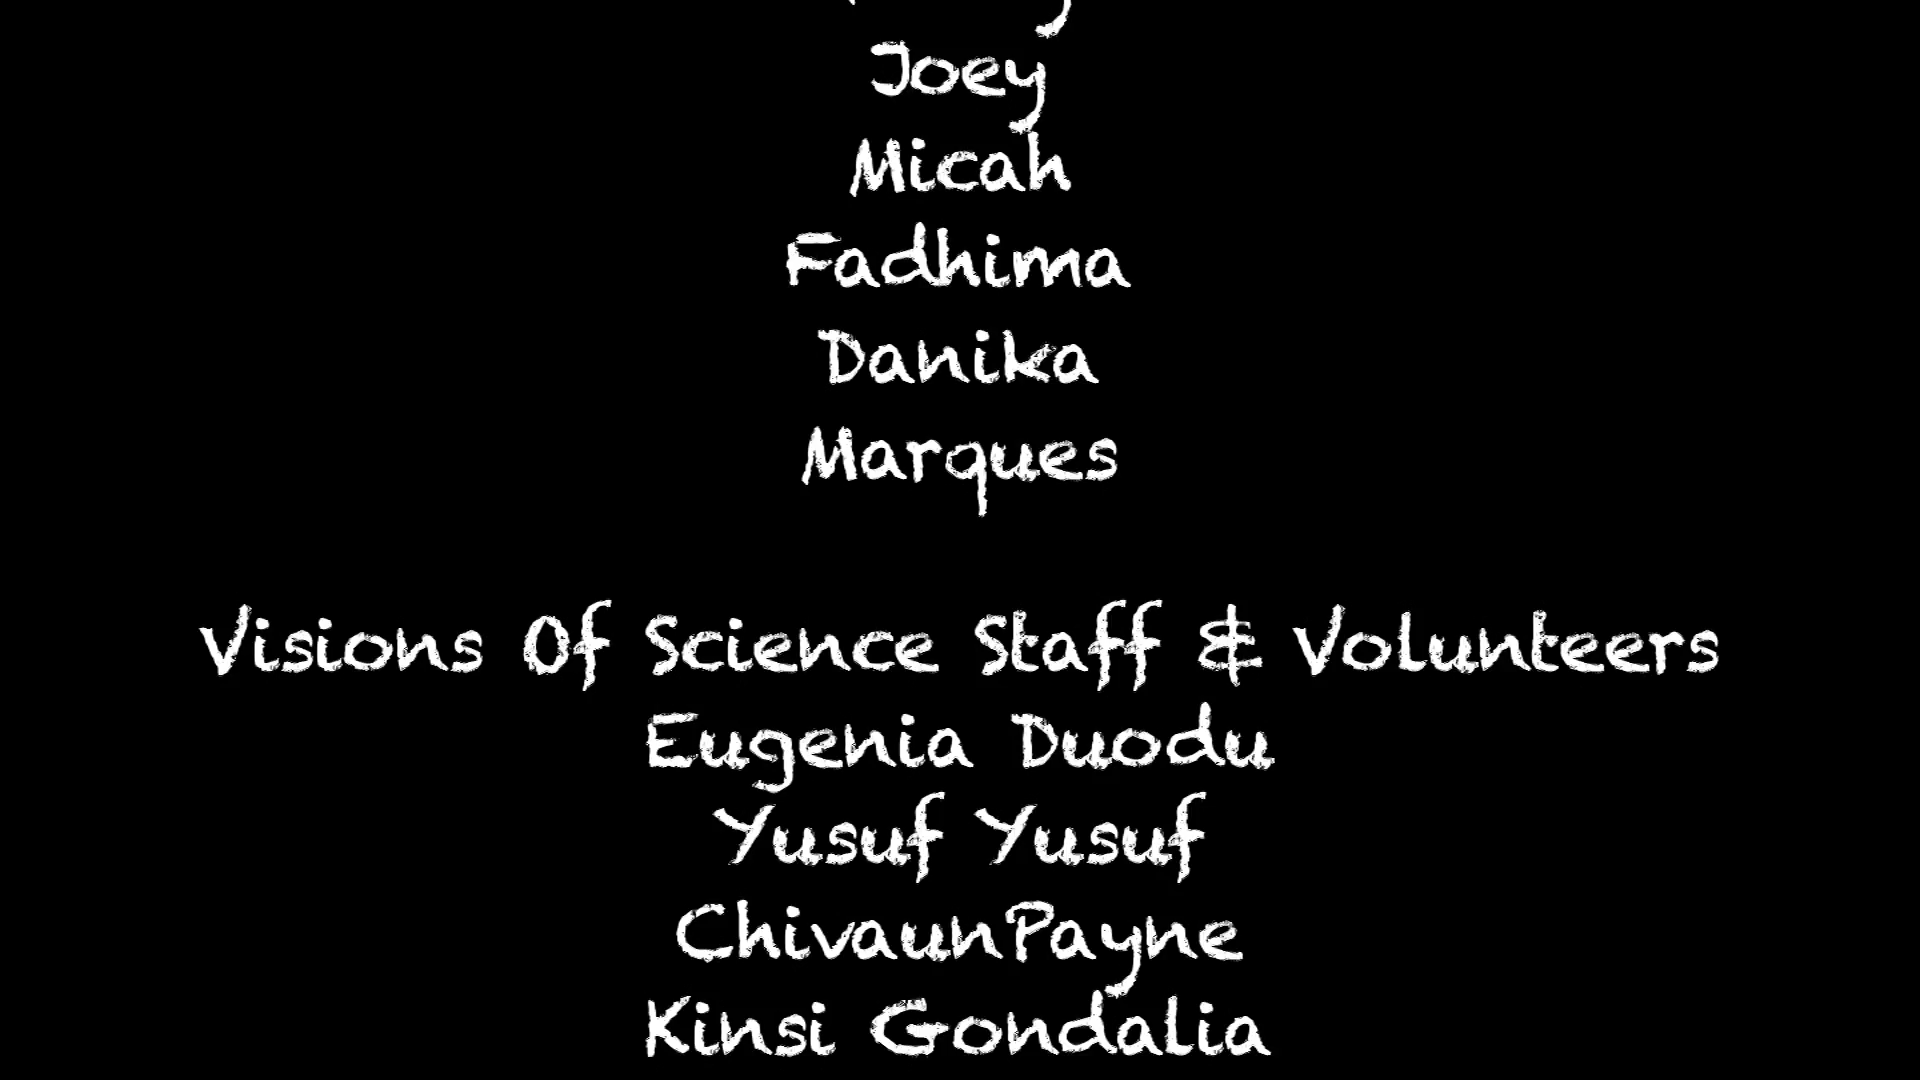 Joey
Micah
Fadhima
Danika
Marques
Visions Of Science Staff & Volunteers
Eugenia Duodu
Yusuf Yusuf
ChivaunPayne
Kinsi Gondalia